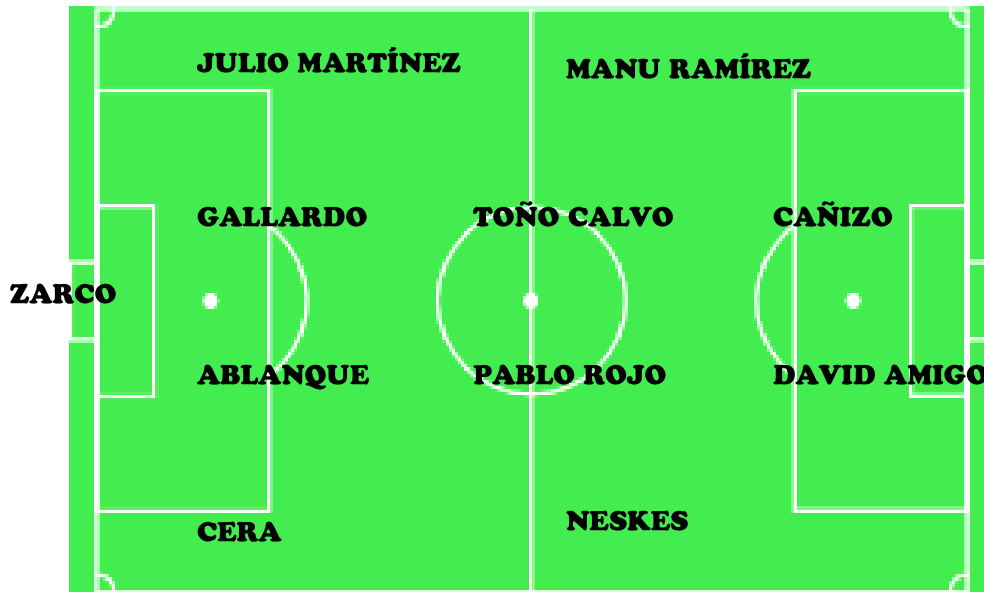 JULIO MARTÍNEZ
MANU RAMÍREZ
GALLARDO
TOÑO CALVO
CAÑIZO
ZARCO
ABLANQUE
PABLO ROJO
DAVID AMIGO
CERA
NESKES